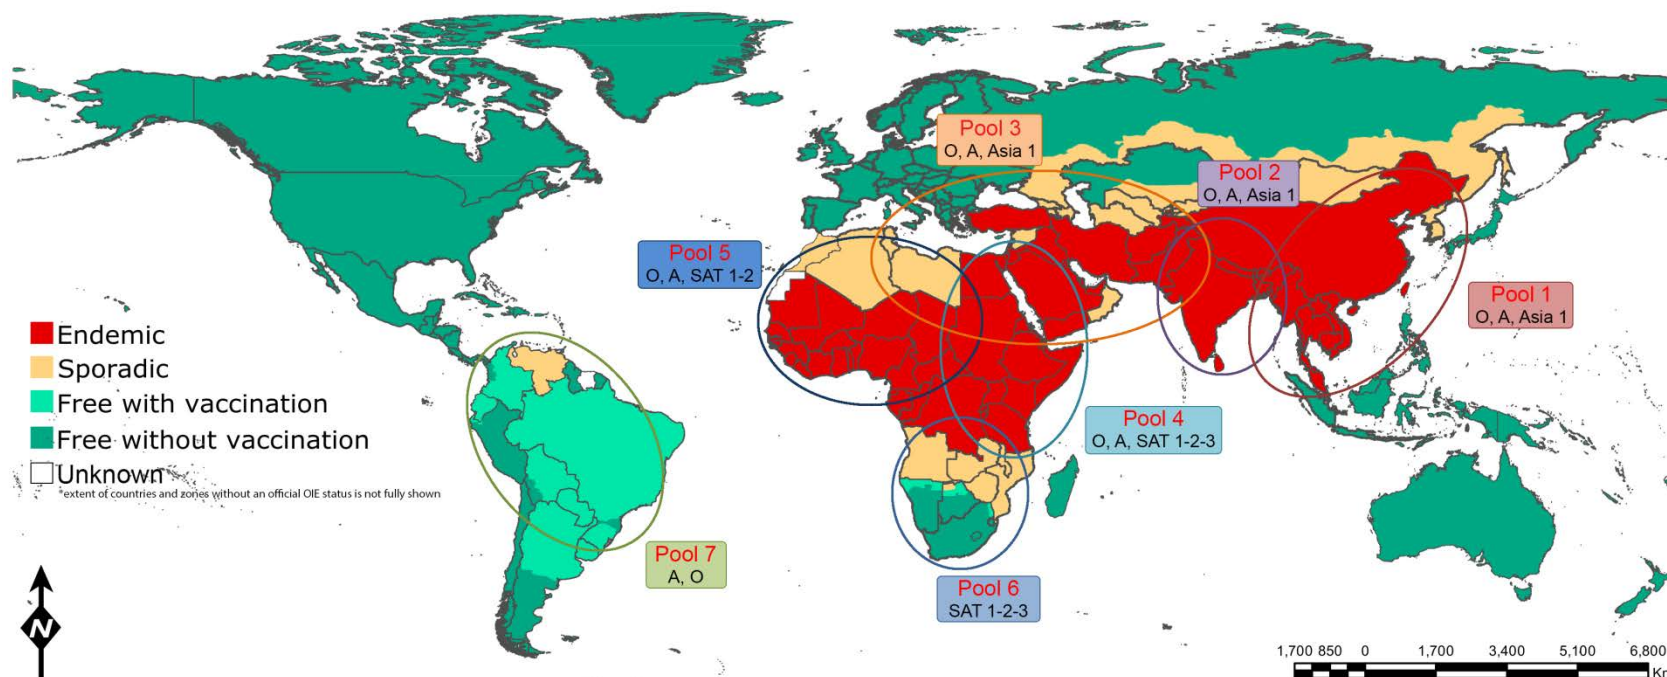 Pool 3
O, A, Asia 1
Pool 2
O, A, Asia 1
Pool 5
O, A, SAT 1-2
Pool 1
O, A, Asia 1
Endemic
Sporadic
Free with vaccination
Free without vaccination
Unknown
*extent of countries and zones without an official OIE status is not fully shown
Pool 4
O, A, SAT 1-2-3
Pool 7
A, O
Pool 6
SAT 1-2-3
N
1,700 850 0 1,700 3,400 5,100 6,800
Km